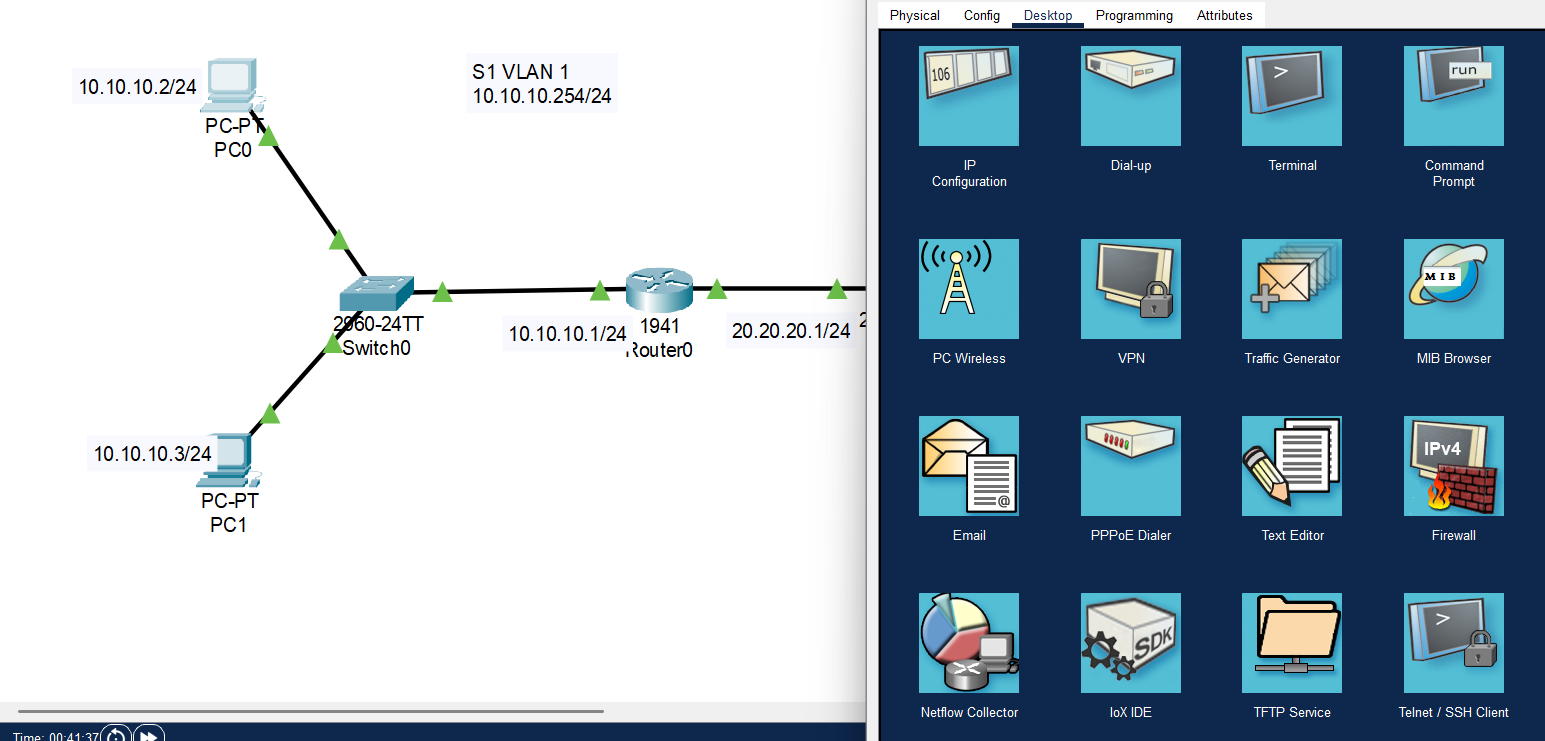 10.10.10.2/24
PC-PT
PC0
S1 VLAN 1
10.10.10.254/24
2960-24TT
Switch0
10.10.10.1/24
1941
Router0
20.20.20.1/24
2
10.10.10.3/24
PC-PT
PC1
Time: 00:41:37
Physical Config Desktop Programming Attributes
106
>
>
run
IP
Configuration
Dial-up
Terminal
Command
Prompt
MIB
PC Wireless
VPN
Traffic Generator
MIB Browser
@
IPv4
Email
PPPoE Dialer
Text Editor
Firewall
SDK
>
Netflow Collector
IoX IDE
TFTP Service
Telnet / SSH Client